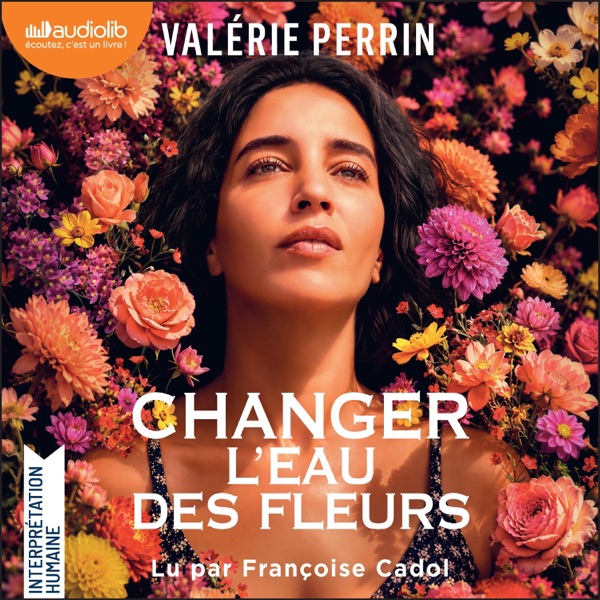 audiolib
écoutez, c'est un livre !
VALÉRIE PERRIN
CHANGER
L'EAU
DES FLEURS
Lu par Françoise Cadol
INTERPRÉTATION
HUMAINE